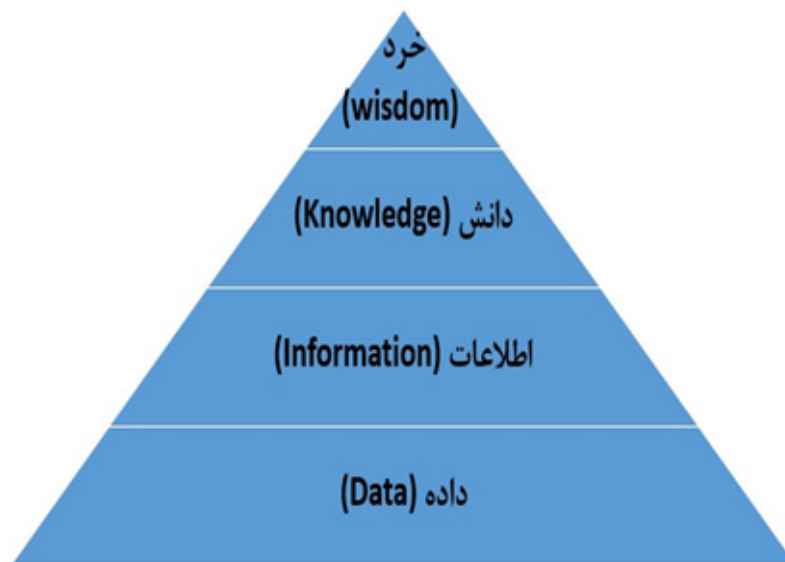 خرد
(wisdom)
دانش (Knowledge)
اطلاعات (Information)
داده (Data)